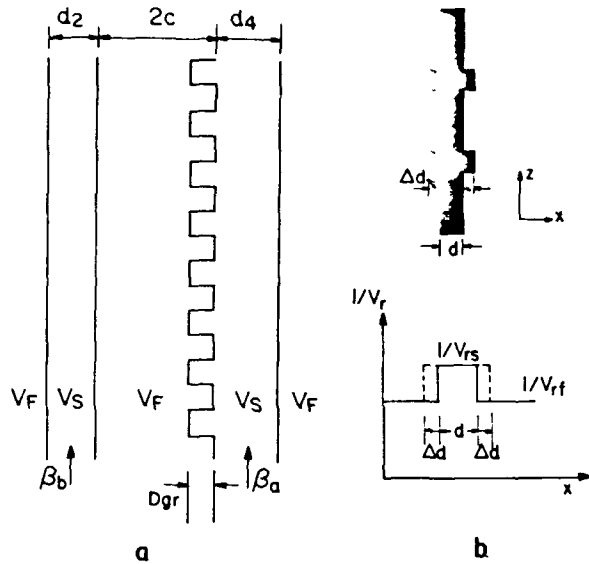 d2 2c d4
VF VS VF VS VF
βb βa
Dgr
a
Δd
d
z
x
1/Vr
1/Vrs
1/Vrf
d
Δd Δd
x
b